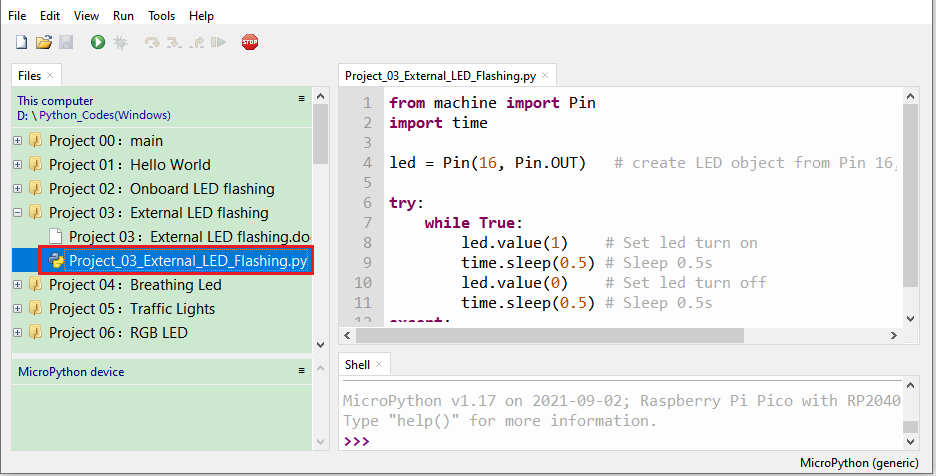 File Edit View Run Tools Help
STOP
Files
This computer
D: \ Python_Codes(Windows)
Project 00：main
Project 01：Hello World
Project 02：Onboard LED flashing
Project 03：External LED flashing
Project 03：External LED flashing.do
Project_03_External_LED_Flashing.py
Project 04：Breathing Led
Project 05：Traffic Lights
Project 06：RGB LED
MicroPython device
Project_03_External_LED_Flashing.py
1 from machine import Pin
2 import time
3
4 led = Pin(16, Pin.OUT)   # create LED object from Pin 16,
5
6 try:
7     while True:
8         led.value(1)    # Set led turn on
9         time.sleep(0.5) # Sleep 0.5s
10         led.value(0)    # Set led turn off
11         time.sleep(0.5) # Sleep 0.5s
12 except:
Shell
MicroPython v1.17 on 2021-09-02; Raspberry Pi Pico with RP2040
Type "help()" for more information.
>>>
MicroPython (generic)